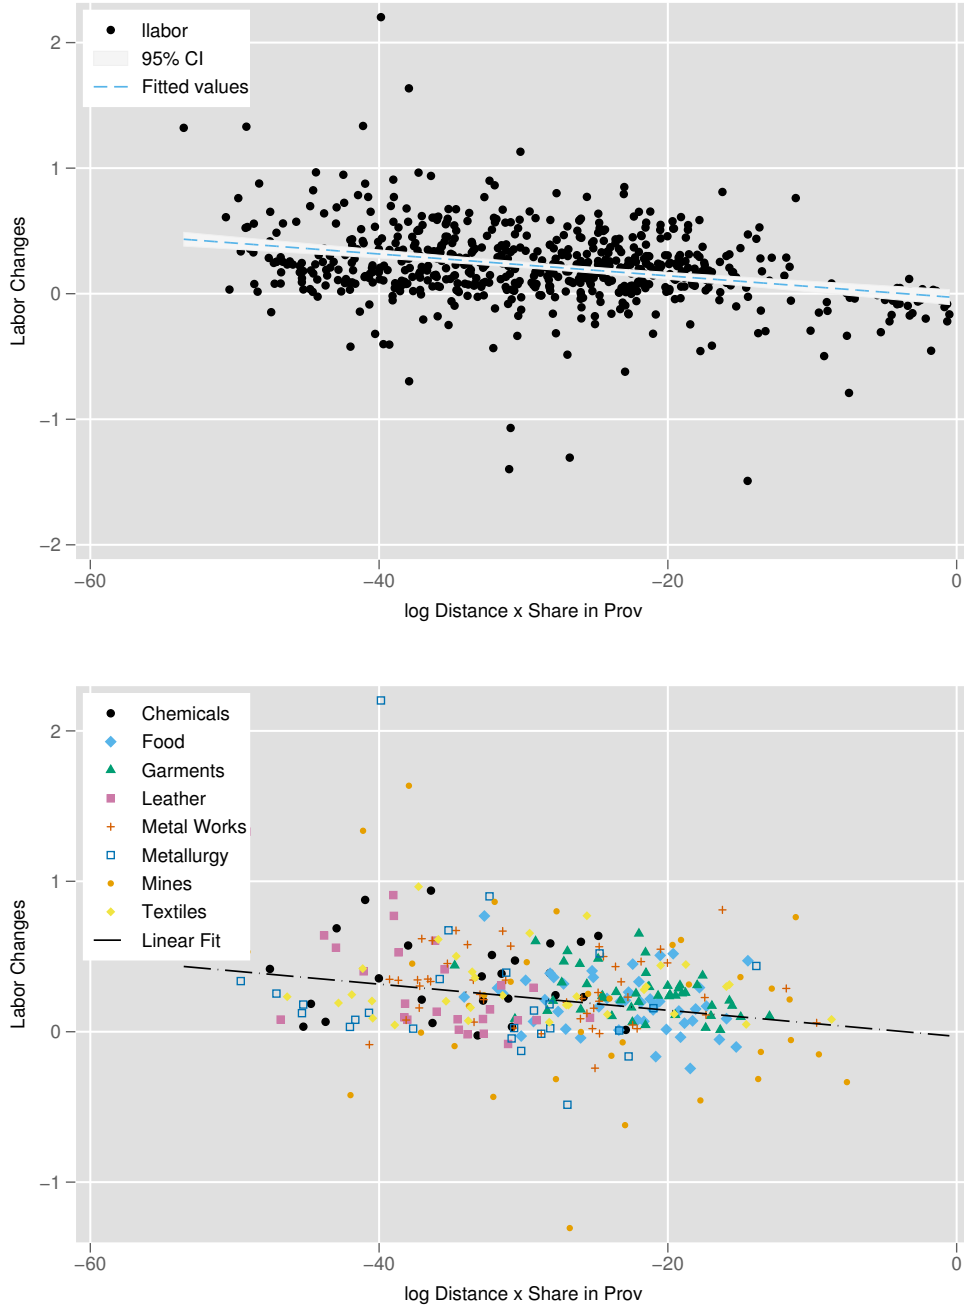 2
1
0
−1
−2
Labor Changes
llabor
95% CI
Fitted values
−60
−40
−20
0
log Distance x Share in Prov
2
1
0
−1
Labor Changes
Chemicals
Food
Garments
Leather
Metal Works
Metallurgy
Mines
Textiles
Linear Fit
−60
−40
−20
0
log Distance x Share in Prov